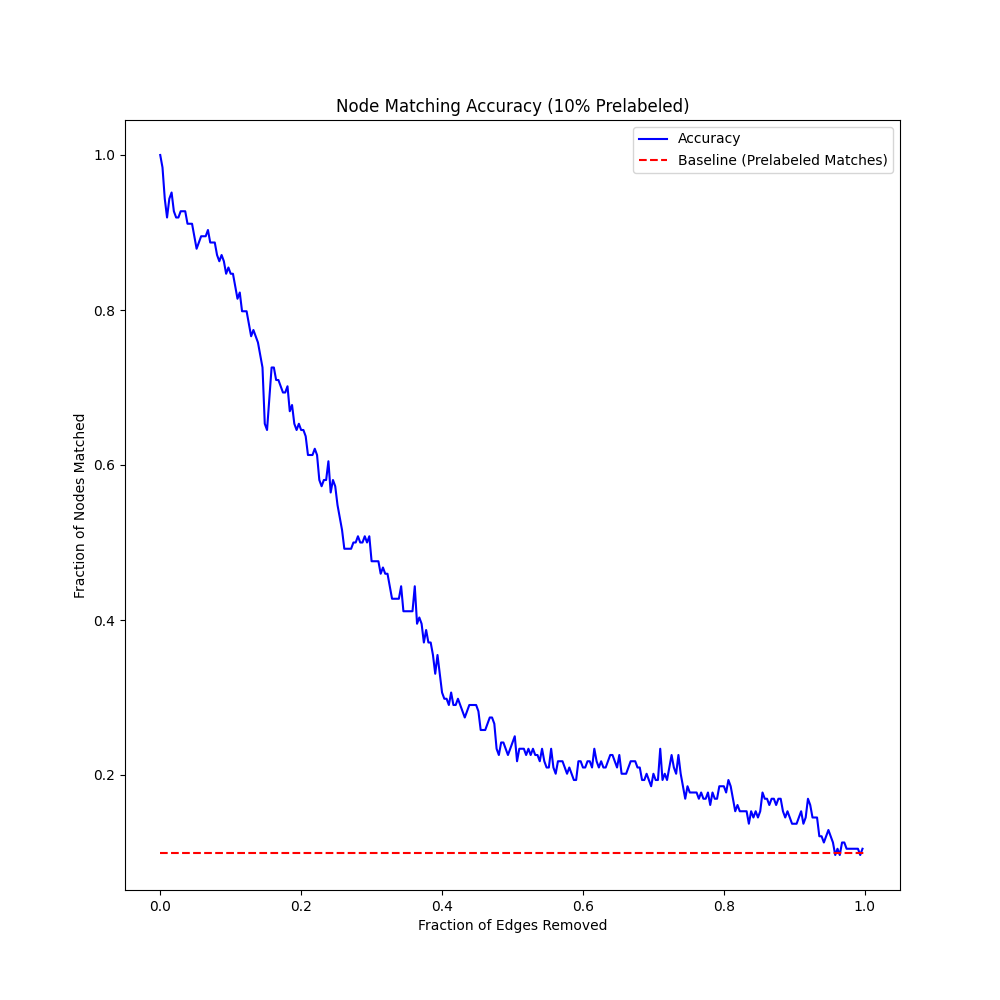 Node Matching Accuracy (10% Prelabeled)
Accuracy
Baseline (Prelabeled Matches)
Fraction of Nodes Matched
1.0
0.8
0.6
0.4
0.2
0.0 0.2 0.4 0.6 0.8 1.0
Fraction of Edges Removed